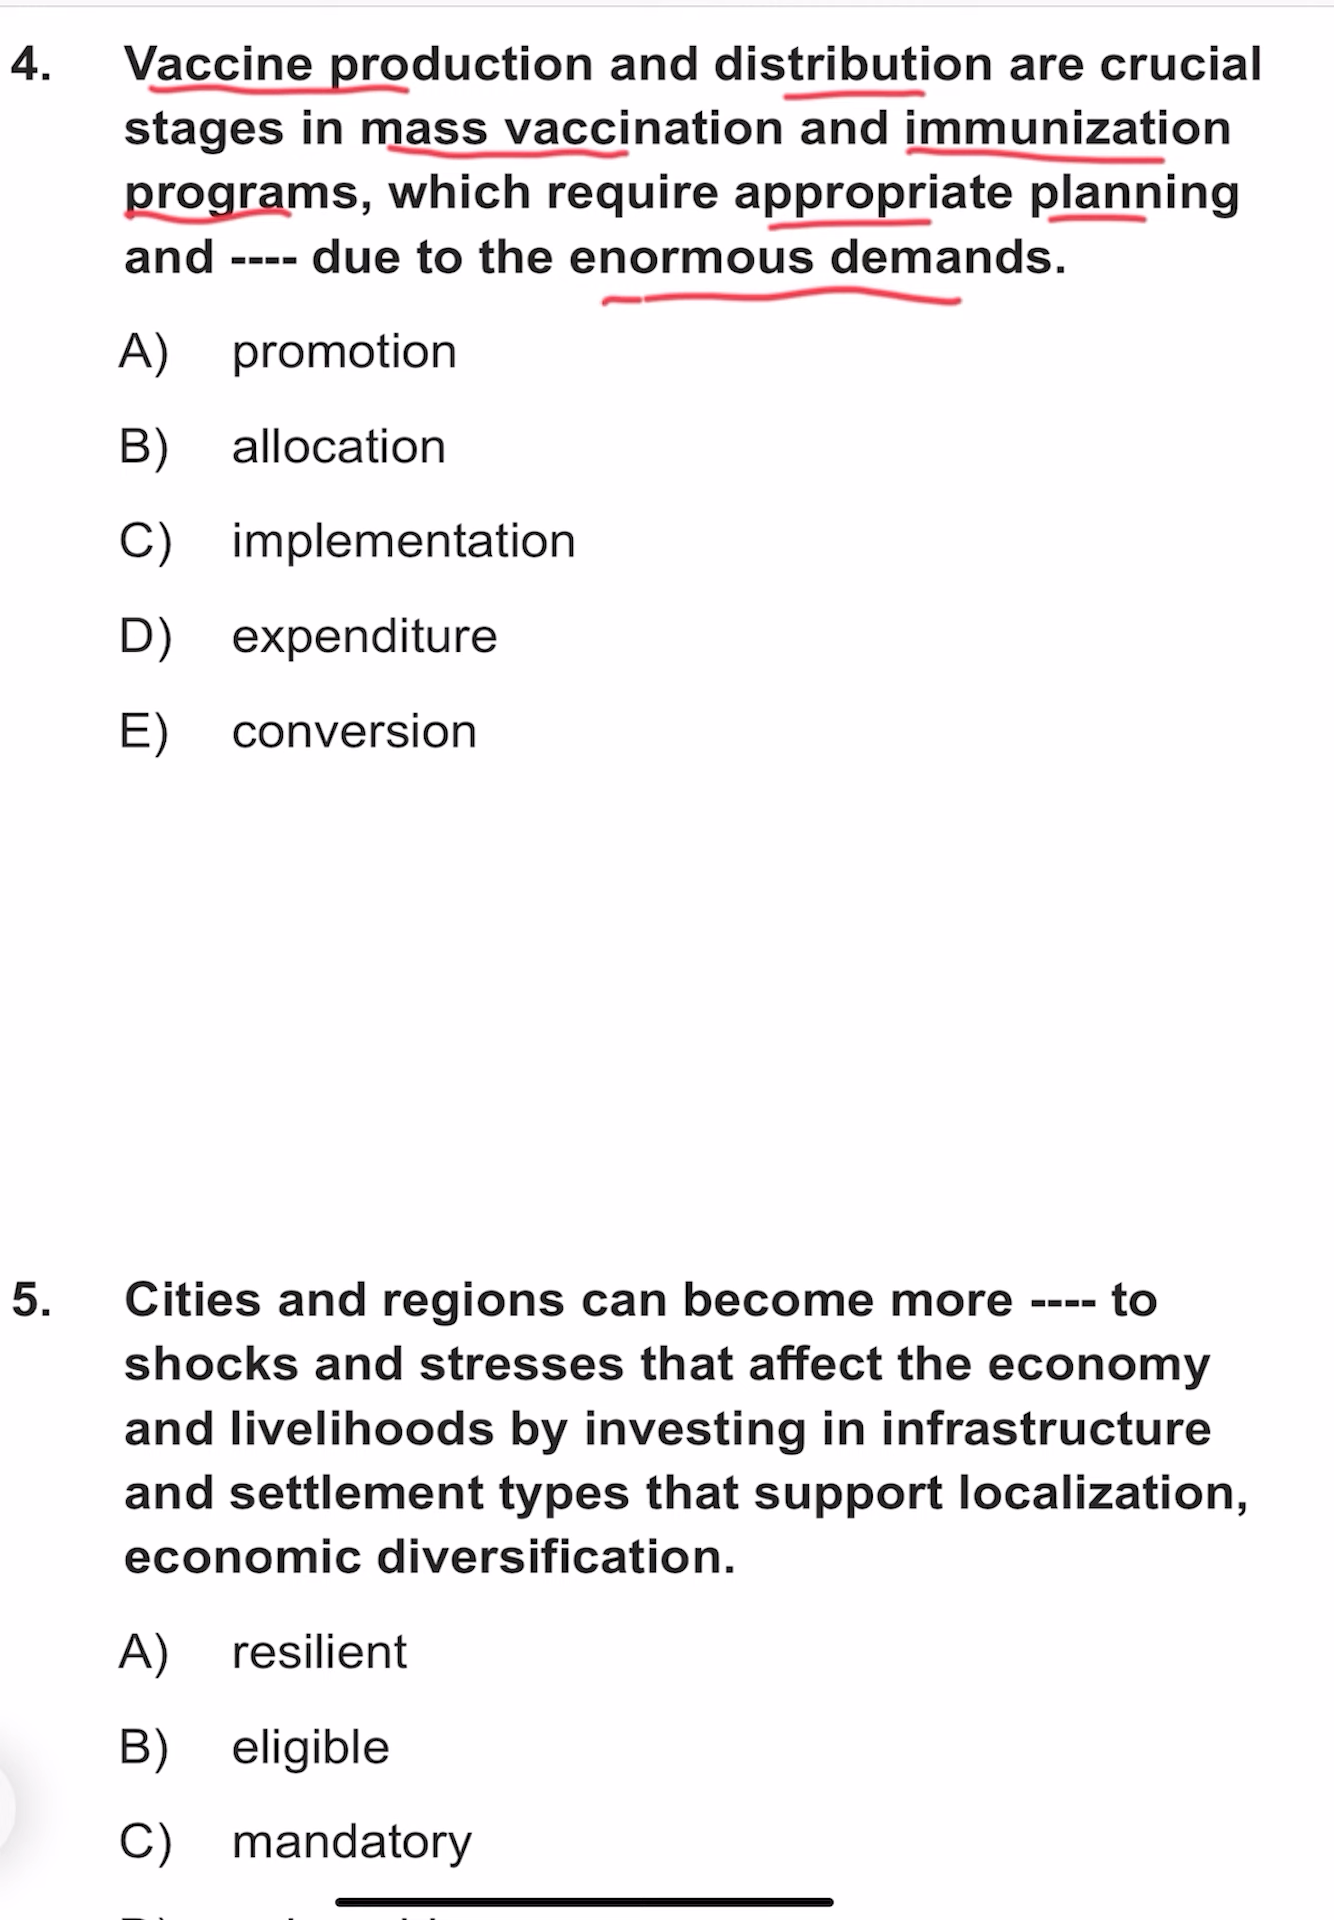 4. Vaccine production and distribution are crucial
stages in mass vaccination and immunization
programs, which require appropriate planning
and ---- due to the enormous demands.
A) promotion
B) allocation
C) implementation
D) expenditure
E) conversion
5. Cities and regions can become more ---- to
shocks and stresses that affect the economy
and livelihoods by investing in infrastructure
and settlement types that support localization,
economic diversification.
A) resilient
B) eligible
C) mandatory